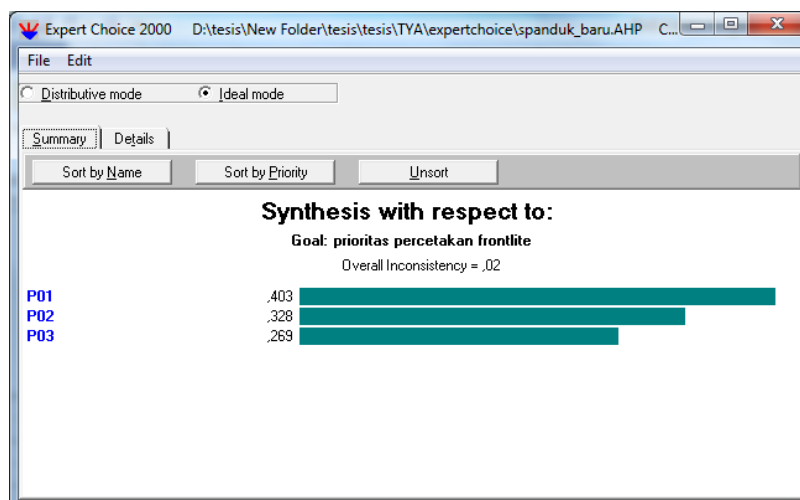 Expert Choice 2000 D:\tesis\New Folder\tesis\tesis\TYA\expertchoice\spanduk_baru.AHP C...
File Edit
Distributive mode Ideal mode
Summary Details
Sort by Name Sort by Priority Unsort
Synthesis with respect to:
Goal: prioritas percetakan frontlite
Overall Inconsistency = ,02
P01 ,403
P02 ,328
P03 ,269